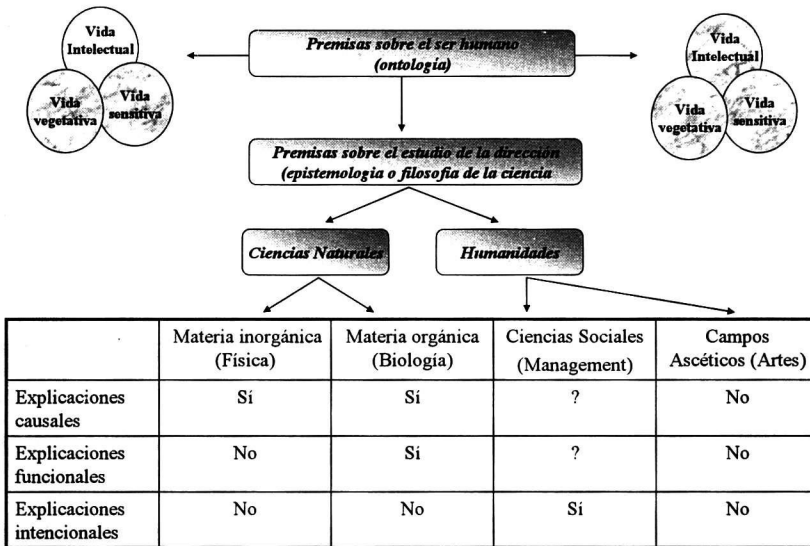 Vida
Intelectual
Vida
vegetativa
Vida
sensitiva
Premisas sobre el ser humano
(ontología)
Vida
Intelectual
Vida
vegetativa
Vida
sensitiva
Premisas sobre el estudio de la dirección
(epistemologia o filosofía de la ciencia
Ciencias Naturales
Humanidades
Materia inorgánica
(Física)
Materia orgánica
(Biología)
Ciencias Sociales
(Management)
Campos
Ascéticos (Artes)
Explicaciones
causales
Sí
Sí
?
No
Explicaciones
funcionales
No
Sí
?
No
Explicaciones
intencionales
No
No
Sí
No